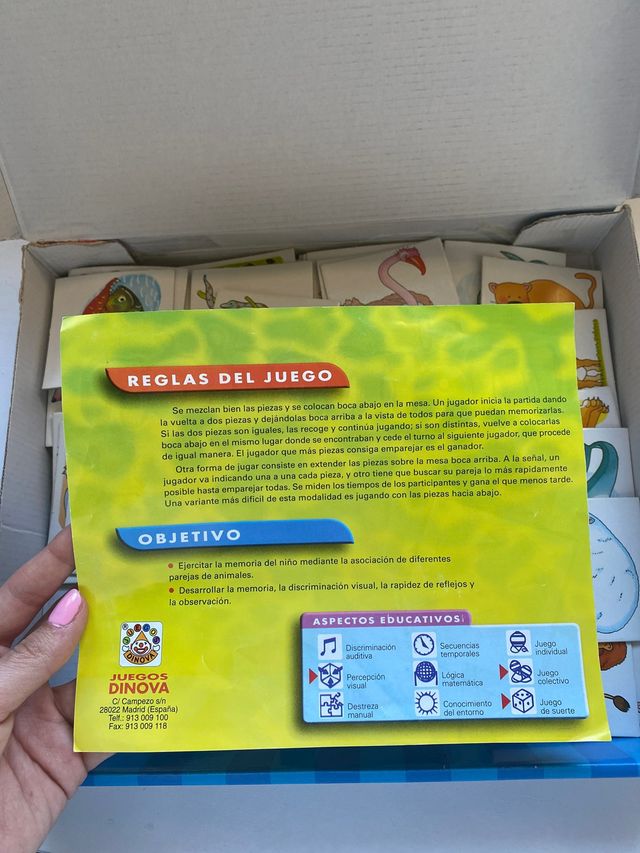 REGLAS DEL JUEGO
Se mezclan bien las piezas y se colocan boca abajo en la mesa. Un jugador inicia la partida dando
la vuelta a dos piezas y dejándolas boca arriba a la vista de todos para que puedan memorizarlas.
Si las dos piezas son iguales, las recoge y continúa jugando; si son distintas, vuelve a colocarlas
boca abajo en el mismo lugar donde se encontraban y cede el turno al siguiente jugador, que procede
de igual manera. El jugador que más piezas consiga emparejar es el ganador.
Otra forma de jugar consiste en extender las piezas sobre la mesa boca arriba. A la señal, un
jugador va indicando una a una cada pieza, y otro tiene que buscar su pareja lo más rapidamente
posible hasta emparejar todas. Se miden los tiempos de los participantes y gana el que menos tarde.
Una variante más dificil de esta modalidad es jugando con las piezas hacia abajo.
OBJETIVO
• Ejercitar la memoria del niño mediante la asociación de diferentes
parejas de animales.
• Desarrollar la memoria, la discriminación visual, la rapidez de reflejos y
la observación.
JUEGOS
DINOVA
JUEGOS
DINOVA
C/ Campezo s/n
28022 Madrid (España)
Telf.: 913 009 100
Fax: 913 009 118
ASPECTOS EDUCATIVOS
Discriminación
auditiva
Secuencias
temporales
Juego
individual
Percepción
visual
Lógica
matemática
Juego
colectivo
Destreza
manual
Conocimiento
del entorno
Juego
de suerte